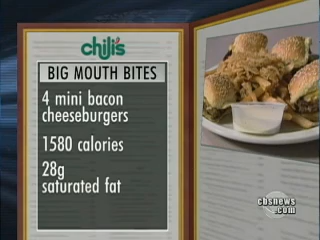 chili's
BIG MOUTH BITES
4 mini bacon
cheeseburgers
1580 calories
28g
saturated fat
cbsnews
.com